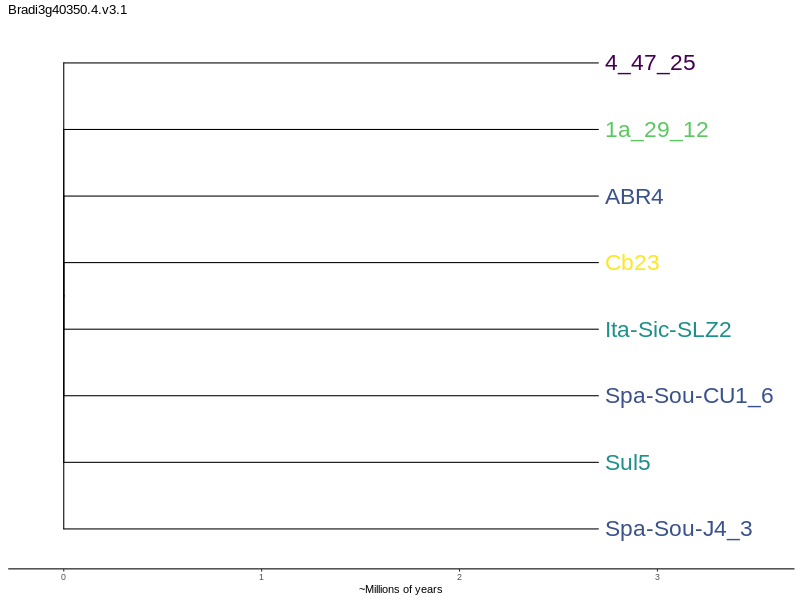 Bradi3g40350.4.v3.1
4_47_25
1a_29_12
ABR4
Cb23
Ita-Sic-SLZ2
Spa-Sou-CU1_6
Sul5
Spa-Sou-J4_3
0 1 2 3
~Millions of years